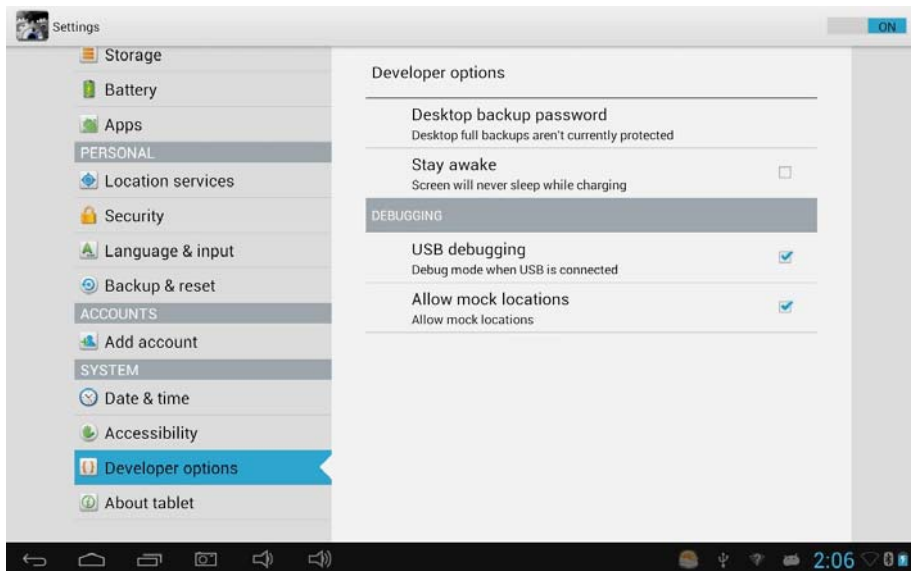 Settings
ON
Storage
Battery
Apps
PERSONAL
Location services
Security
Language & input
Backup & reset
ACCOUNTS
Add account
SYSTEM
Date & time
Accessibility
Developer options
About tablet
Developer options
Desktop backup password
Desktop full backups aren't currently protected
Stay awake
Screen will never sleep while charging
DEBUGGING
USB debugging
Debug mode when USB is connected
Allow mock locations
Allow mock locations
2:06